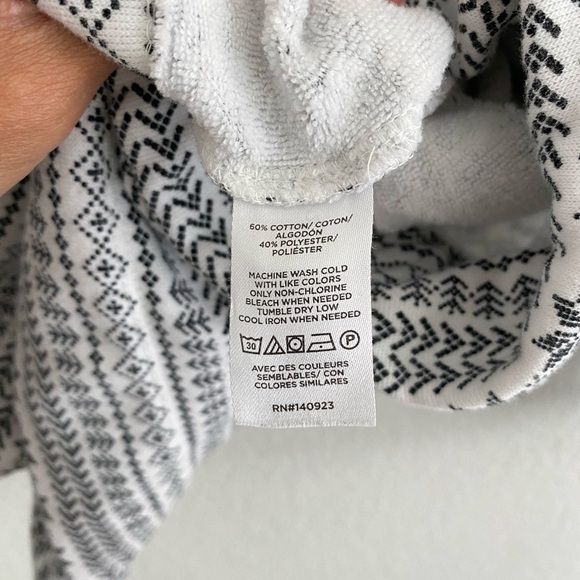 60% COTTON/ COTON/
ALGODÓN
40% POLYESTER/
POLIÉSTER
MACHINE WASH COLD
WITH LIKE COLORS
ONLY NON-CHLORINE
BLEACH WHEN NEEDED
TUMBLE DRY LOW
COOL IRON WHEN NEEDED
30 P
AVEC DES COULEURS
SEMBLABLES/ CON
COLORES SIMILARES
RN#140923